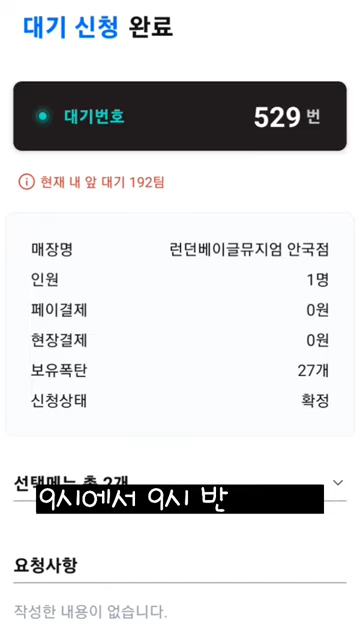 대기 신청 완료
대기번호 529 번
현재 내 앞 대기 192팀
매장명 런던베이글뮤지엄 안국점
인원 1명
페이결제 0원
현장결제 0원
보유폭탄 27개
신청상태 확정
선택메뉴 총 2개
9시에서 9시 반
요청사항
작성한 내용이 없습니다.